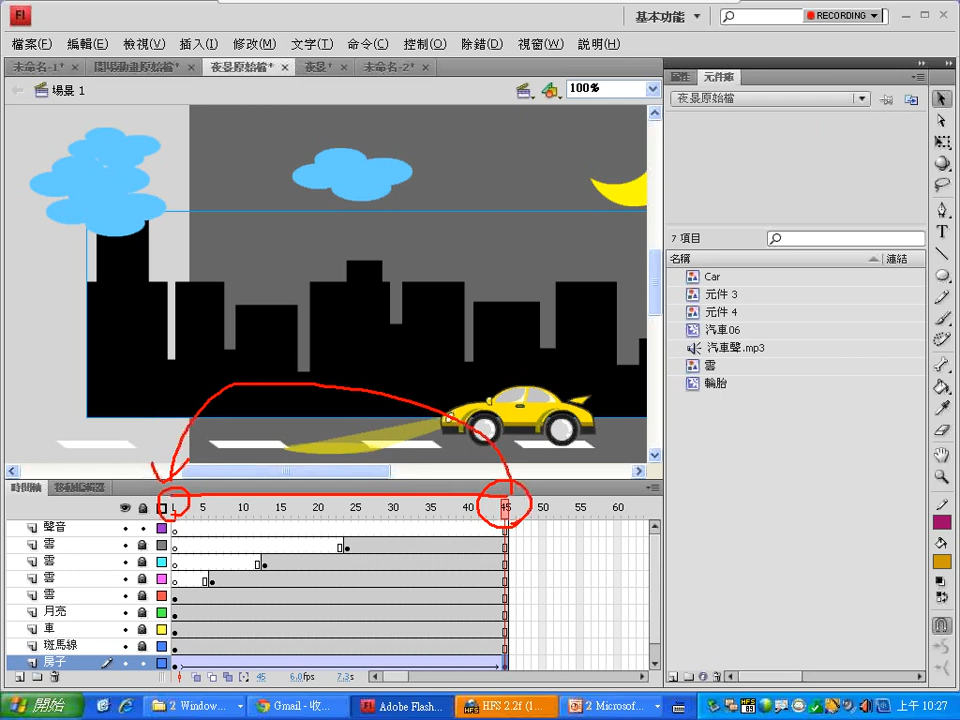 Fl
基本功能
RECORDING
檔案(F) 編輯(E) 檢視(V) 插入(I) 修改(M) 文字(T) 命令(C) 控制(O) 除錯(D) 視窗(W) 說明(H)
未命名-1* × 開場動畫原始檔* × 夜景原始檔* × 夜景* × 未命名-2* ×
場景 1
100%
屬性 元件庫
夜景原始檔
7 項目
名稱 連結
Car
元件 3
元件 4
汽車06
汽車聲.mp3
雲
輪胎
時間軸 移動編輯器
1 5 10 15 20 25 30 35 40 45 50 55 60
聲音
雲
雲
雲
雲
月亮
車
斑馬線
房子
45 6.0fps 7.3s
開始
2 Window...
Gmail - 收...
Adobe Flash...
HFS 2.2f (1...
2 Microsof...
上午 10:27